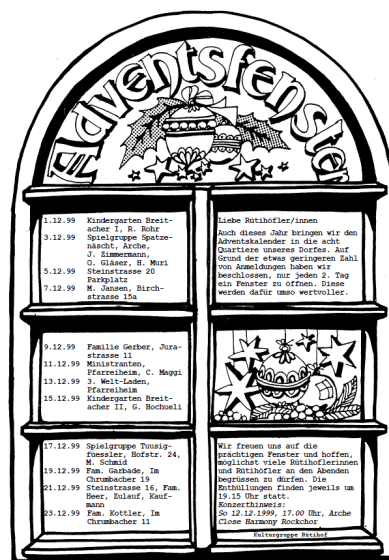 Adventsfenster
1.12.99 Kindergarten Breit-
acher I, R. Rohr
3.12.99 Spielgruppe Spatze-
näscht, Arche,
J. Zimmermann,
D. Gläser, H. Muri
5.12.99 Steinstrasse 20
Parkplatz
7.12.99 M. Jansen, Birch-
strasse 15a
9.12.99 Familie Gerber, Jura-
strasse 11
11.12.99 Ministranten,
Pfarreiheim, C. Maggi
13.12.99 3. Welt-Laden,
Pfarreiheim
15.12.99 Kindergarten Breit-
acher II, G. Hochueli
17.12.99 Spielgruppe Tuusig-
füessler, Hofstr. 24,
M. Schmid
19.12.99 Fam. Garbade, Im
Chrumbacher 19
21.12.99 Steinstrasse 16, Fam.
Heer, Zulauf, Kauf-
mann
23.12.99 Fam. Kottler, Im
Chrumbacher 11
Liebe Rütihöfler/innen
Auch dieses Jahr bringen wir den
Adventskalender in die acht
Quartiere unseres Dorfes. Auf
Grund der etwas geringeren Zahl
von Anmeldungen haben wir
beschlossen, nur jeden 2. Tag
ein Fenster zu öffnen. Diese
werden dafür umso wertvoller.
Wir freuen uns auf die
prächtigen Fenster und hoffen,
möglichst viele Rütihöflerinnen
und Rütihöfler an den Abenden
begrüssen zu dürfen. Die
Enthüllungen finden jeweils um
19.15 Uhr statt.
Konzerthinweis:
So 12.12.1999, 17.00 Uhr, Arche
Close Harmony Rockchor
Kulturgruppe Rütihof